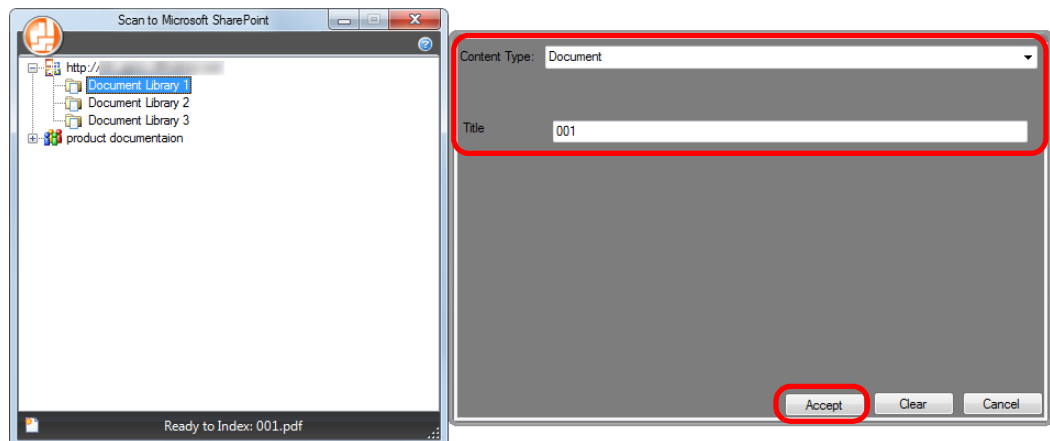 Scan to Microsoft SharePoint
http://
Document Library 1
Document Library 2
Document Library 3
product documentaion
Ready to Index: 001.pdf
Content Type: Document
Title 001
Accept Clear Cancel